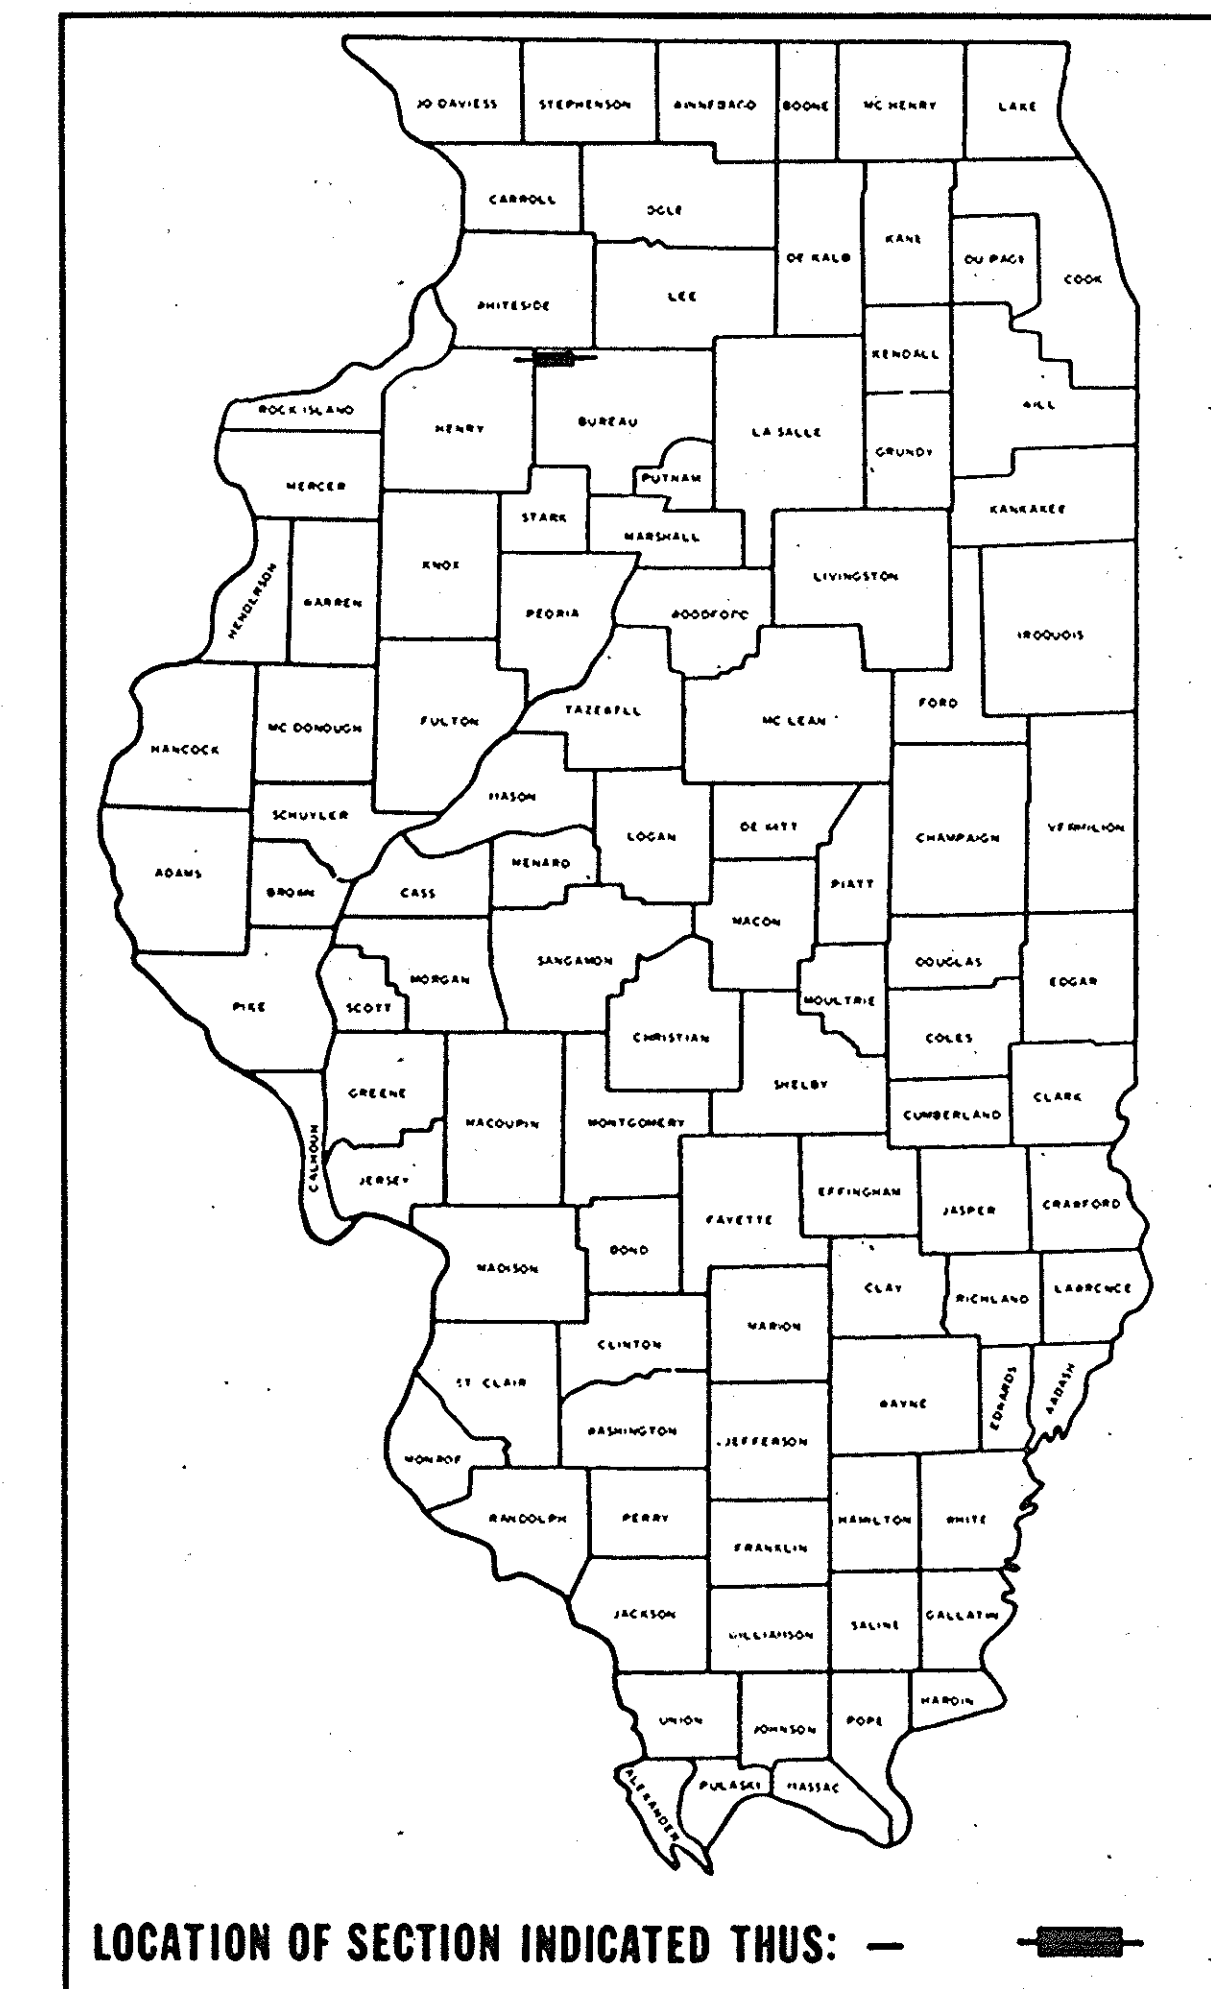 JO DAVIESS
STEPHENSON
WINNEBAGO
BOONE
MC HENRY
LAKE
CARROLL
OGLE
DE KALB
KANE
DU PAGE
COOK
WHITESIDE
LEE
KENDALL
ROCK ISLAND
HENRY
BUREAU
LA SALLE
WILL
GRUNDY
MERCER
PUTNAM
STARK
KANKAKEE
MARSHALL
KNOX
LIVINGSTON
HENDERSON
WARREN
PEORIA
WOODFORD
IROQUOIS
FORD
TAZEWELL
MC LEAN
FULTON
MC DONOUGH
HANCOCK
MASON
SCHUYLER
LOGAN
DE WITT
CHAMPAIGN
VERMILION
ADAMS
MENARD
PIATT
BROWN
CASS
MACON
SANGAMON
DOUGLAS
MORGAN
EDGAR
PIKE
SCOTT
MOULTRIE
CHRISTIAN
COLES
SHELBY
GREENE
CLARK
CUMBERLAND
MACOUPIN
MONTGOMERY
CALHOUN
JERSEY
EFFINGHAM
CRAWFORD
JASPER
FAYETTE
BOND
MADISON
CLAY
RICHLAND
LAWRENCE
MARION
CLINTON
ST CLAIR
EDWARDS
WABASH
WAYNE
WASHINGTON
JEFFERSON
MONROE
RANDOLPH
PERRY
HAMILTON
WHITE
FRANKLIN
JACKSON
GALLATIN
SALINE
WILLIAMSON
HARDIN
UNION
JOHNSON
POPE
ALEXANDER
PULASKI
MASSAC
LOCATION OF SECTION INDICATED THUS: –